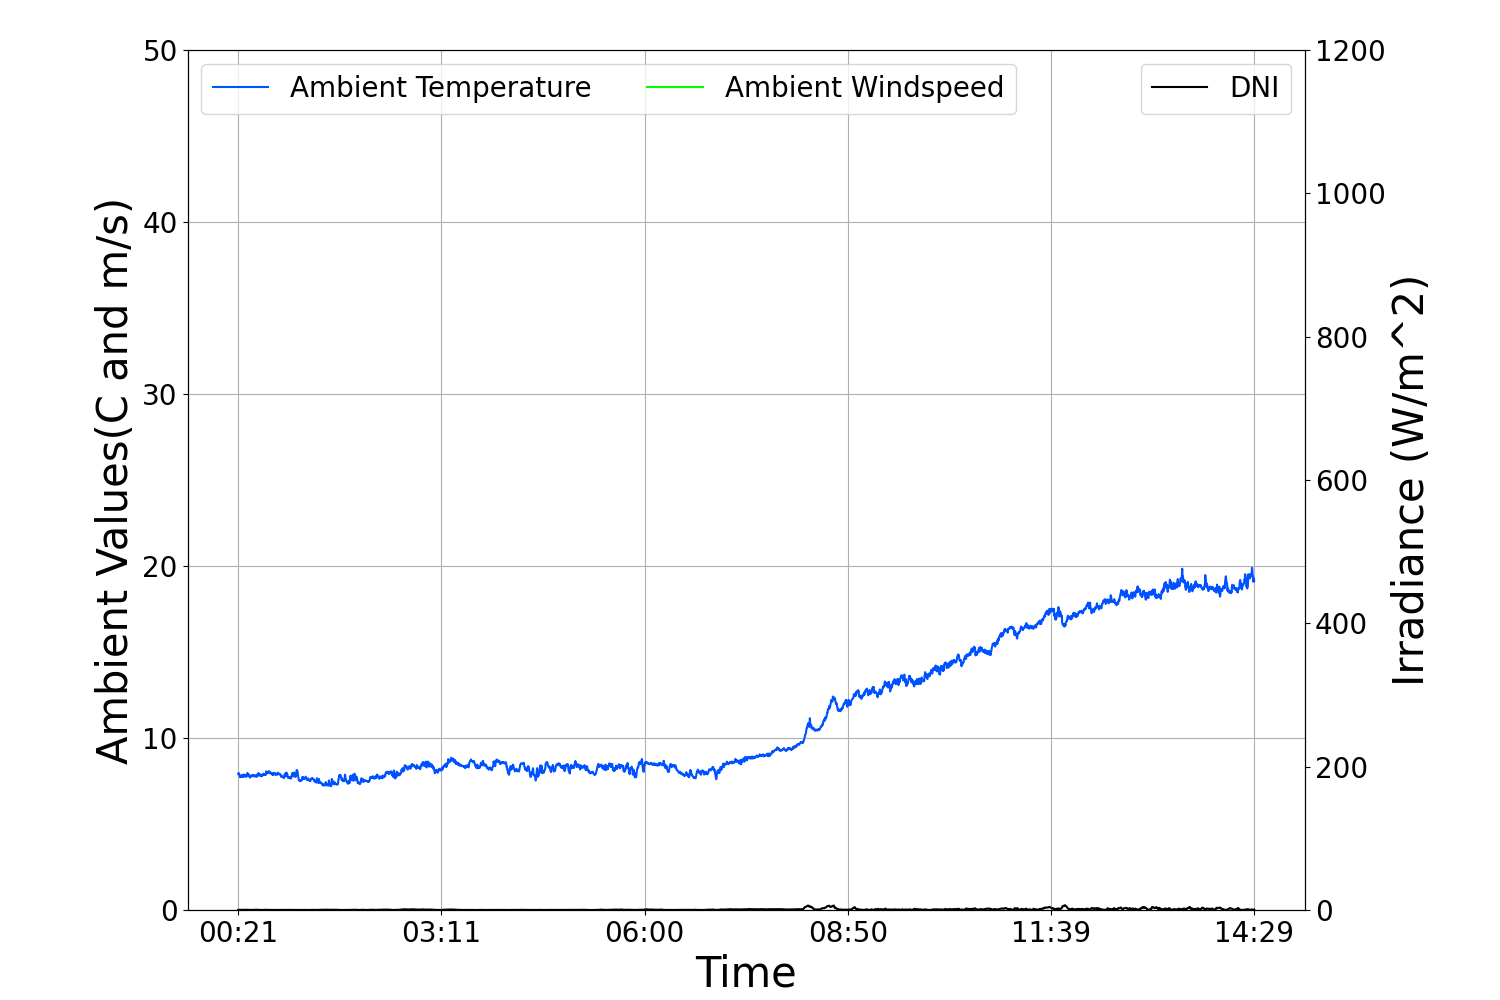 Ambient Temperature Ambient Windspeed DNI
Ambient Values(C and m/s)
50
40
30
20
10
0
1200
1000
800
600
400
200
0
Irradiance (W/m^2)
00:21 03:11 06:00 08:50 11:39 14:29
Time